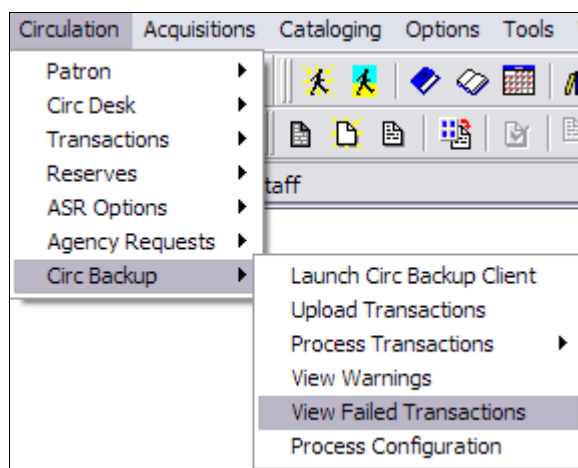 Circulation Acquisitions Cataloging Options Tools
Patron
Circ Desk
Transactions
Reserves
taff
ASR Options
Agency Requests
Circ Backup
Launch Circ Backup Client
Upload Transactions
Process Transactions
View Warnings
View Failed Transactions
Process Configuration